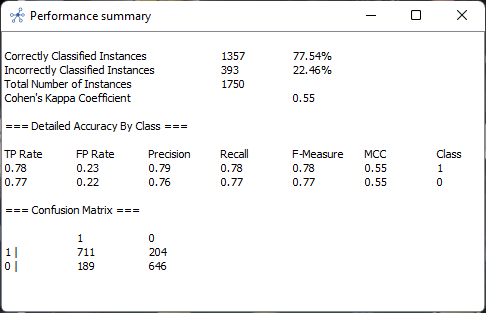 Performance summary
Correctly Classified Instances 1357 77.54%
Incorrectly Classified Instances 393 22.46%
Total Number of Instances 1750
Cohen's Kappa Coefficient 0.55
=== Detailed Accuracy By Class ===
TP Rate FP Rate Precision Recall F-Measure MCC Class
0.78 0.23 0.79 0.78 0.78 0.55 1
0.77 0.22 0.76 0.77 0.77 0.55 0
=== Confusion Matrix ===
1 0
1 | 711 204
0 | 189 646